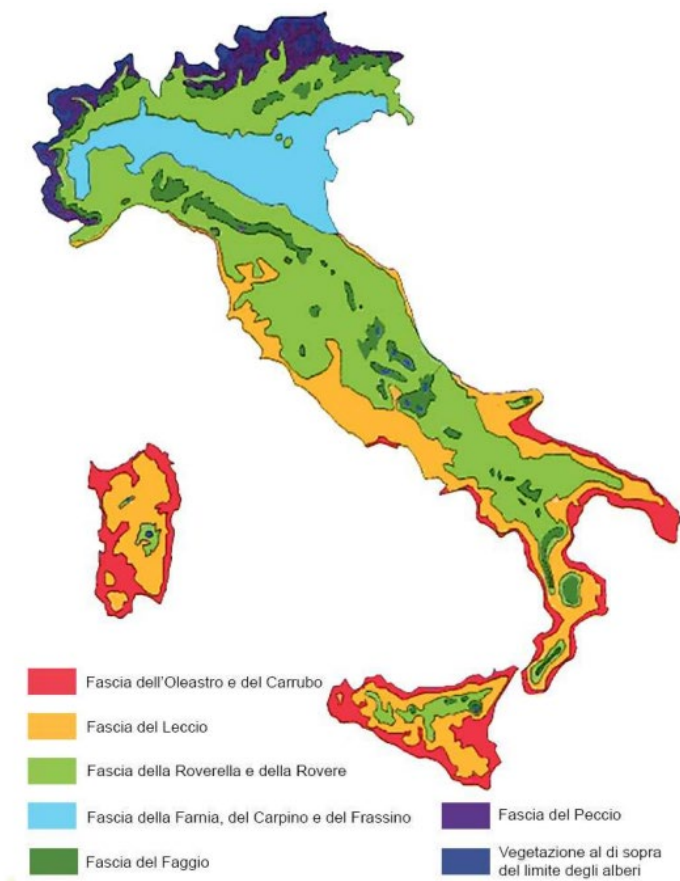 Fascia dell'Oleastro e del Carrubo
Fascia del Leccio
Fascia della Roverella e della Rovere
Fascia della Farnia, del Carpino e del Frassino
Fascia del Faggio
Fascia del Peccio
Vegetazione al di sopra
del limite degli alberi